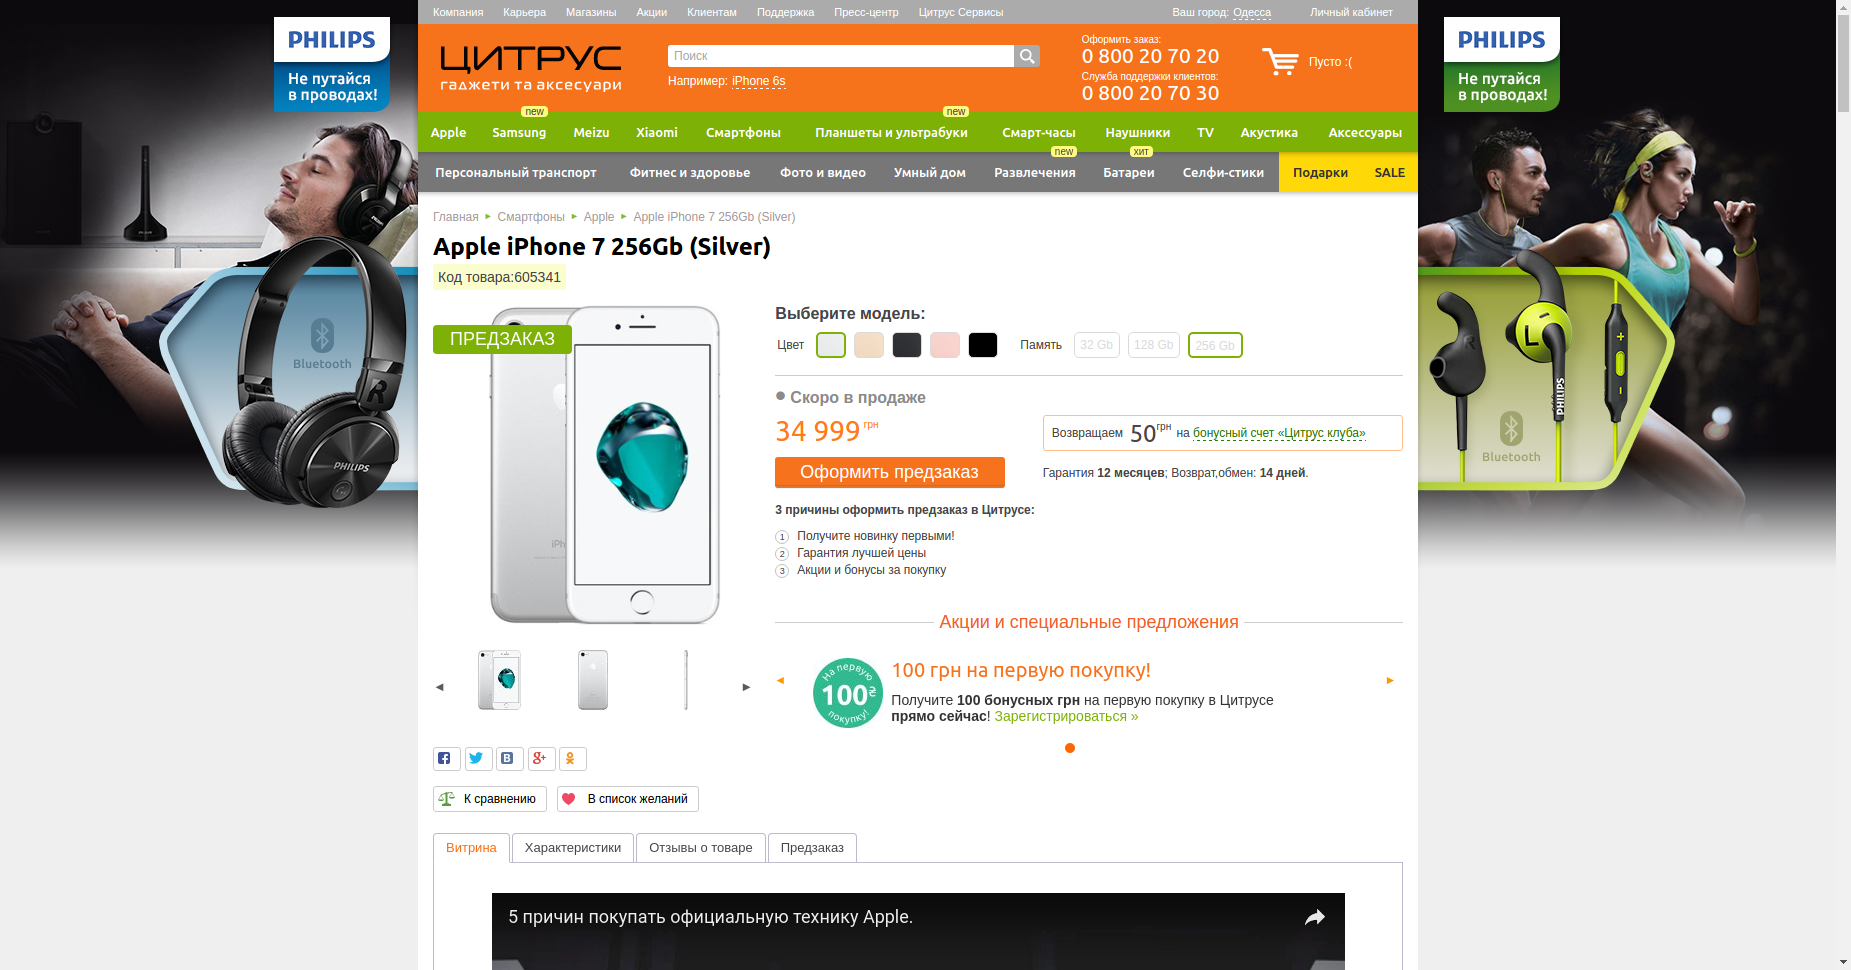 Компания Карьера Магазины Акции Клиентам Поддержка Пресс-центр Цитрус Сервисы Ваш город: Одесса Личный кабинет
PHILIPS
Не путайся
в проводах!
ЦИТРУС
гаджети та аксесуари
Поиск
Например: iPhone 6s
Оформить заказ:
0 800 20 70 20
Служба поддержки клиентов:
0 800 20 70 30
Пусто :(
PHILIPS
Не путайся
в проводах!
new new
Apple Samsung Meizu Xiaomi Смартфоны Планшеты и ультрабуки Смарт-часы Наушники TV Акустика Аксессуары
new хит
Персональный транспорт Фитнес и здоровье Фото и видео Умный дом Развлечения Батареи Селфи-стики Подарки SALE
Главная Смартфоны Apple Apple iPhone 7 256Gb (Silver)
Apple iPhone 7 256Gb (Silver)
Код товара:605341
ПРЕДЗАКАЗ
Выберите модель:
Цвет Память 32 Gb 128 Gb 256 Gb
Bluetooth
R
PHILIPS
L
R
PHILIPS
Bluetooth
Скоро в продаже
34 999 грн
Возвращаем 50 грн на бонусный счет «Цитрус клуба»
Оформить предзаказ
Гарантия 12 месяцев; Возврат,обмен: 14 дней.
3 причины оформить предзаказ в Цитрусе:
1 Получите новинку первыми!
2 Гарантия лучшей цены
3 Акции и бонусы за покупку
iPh
Акции и специальные предложения
На первую
100
покупку!
100 грн на первую покупку!
Получите 100 бонусных грн на первую покупку в Цитрусе
прямо сейчас! Зарегистрироваться »
К сравнению В список желаний
Витрина Характеристики Отзывы о товаре Предзаказ
5 причин покупать официальную технику Apple.